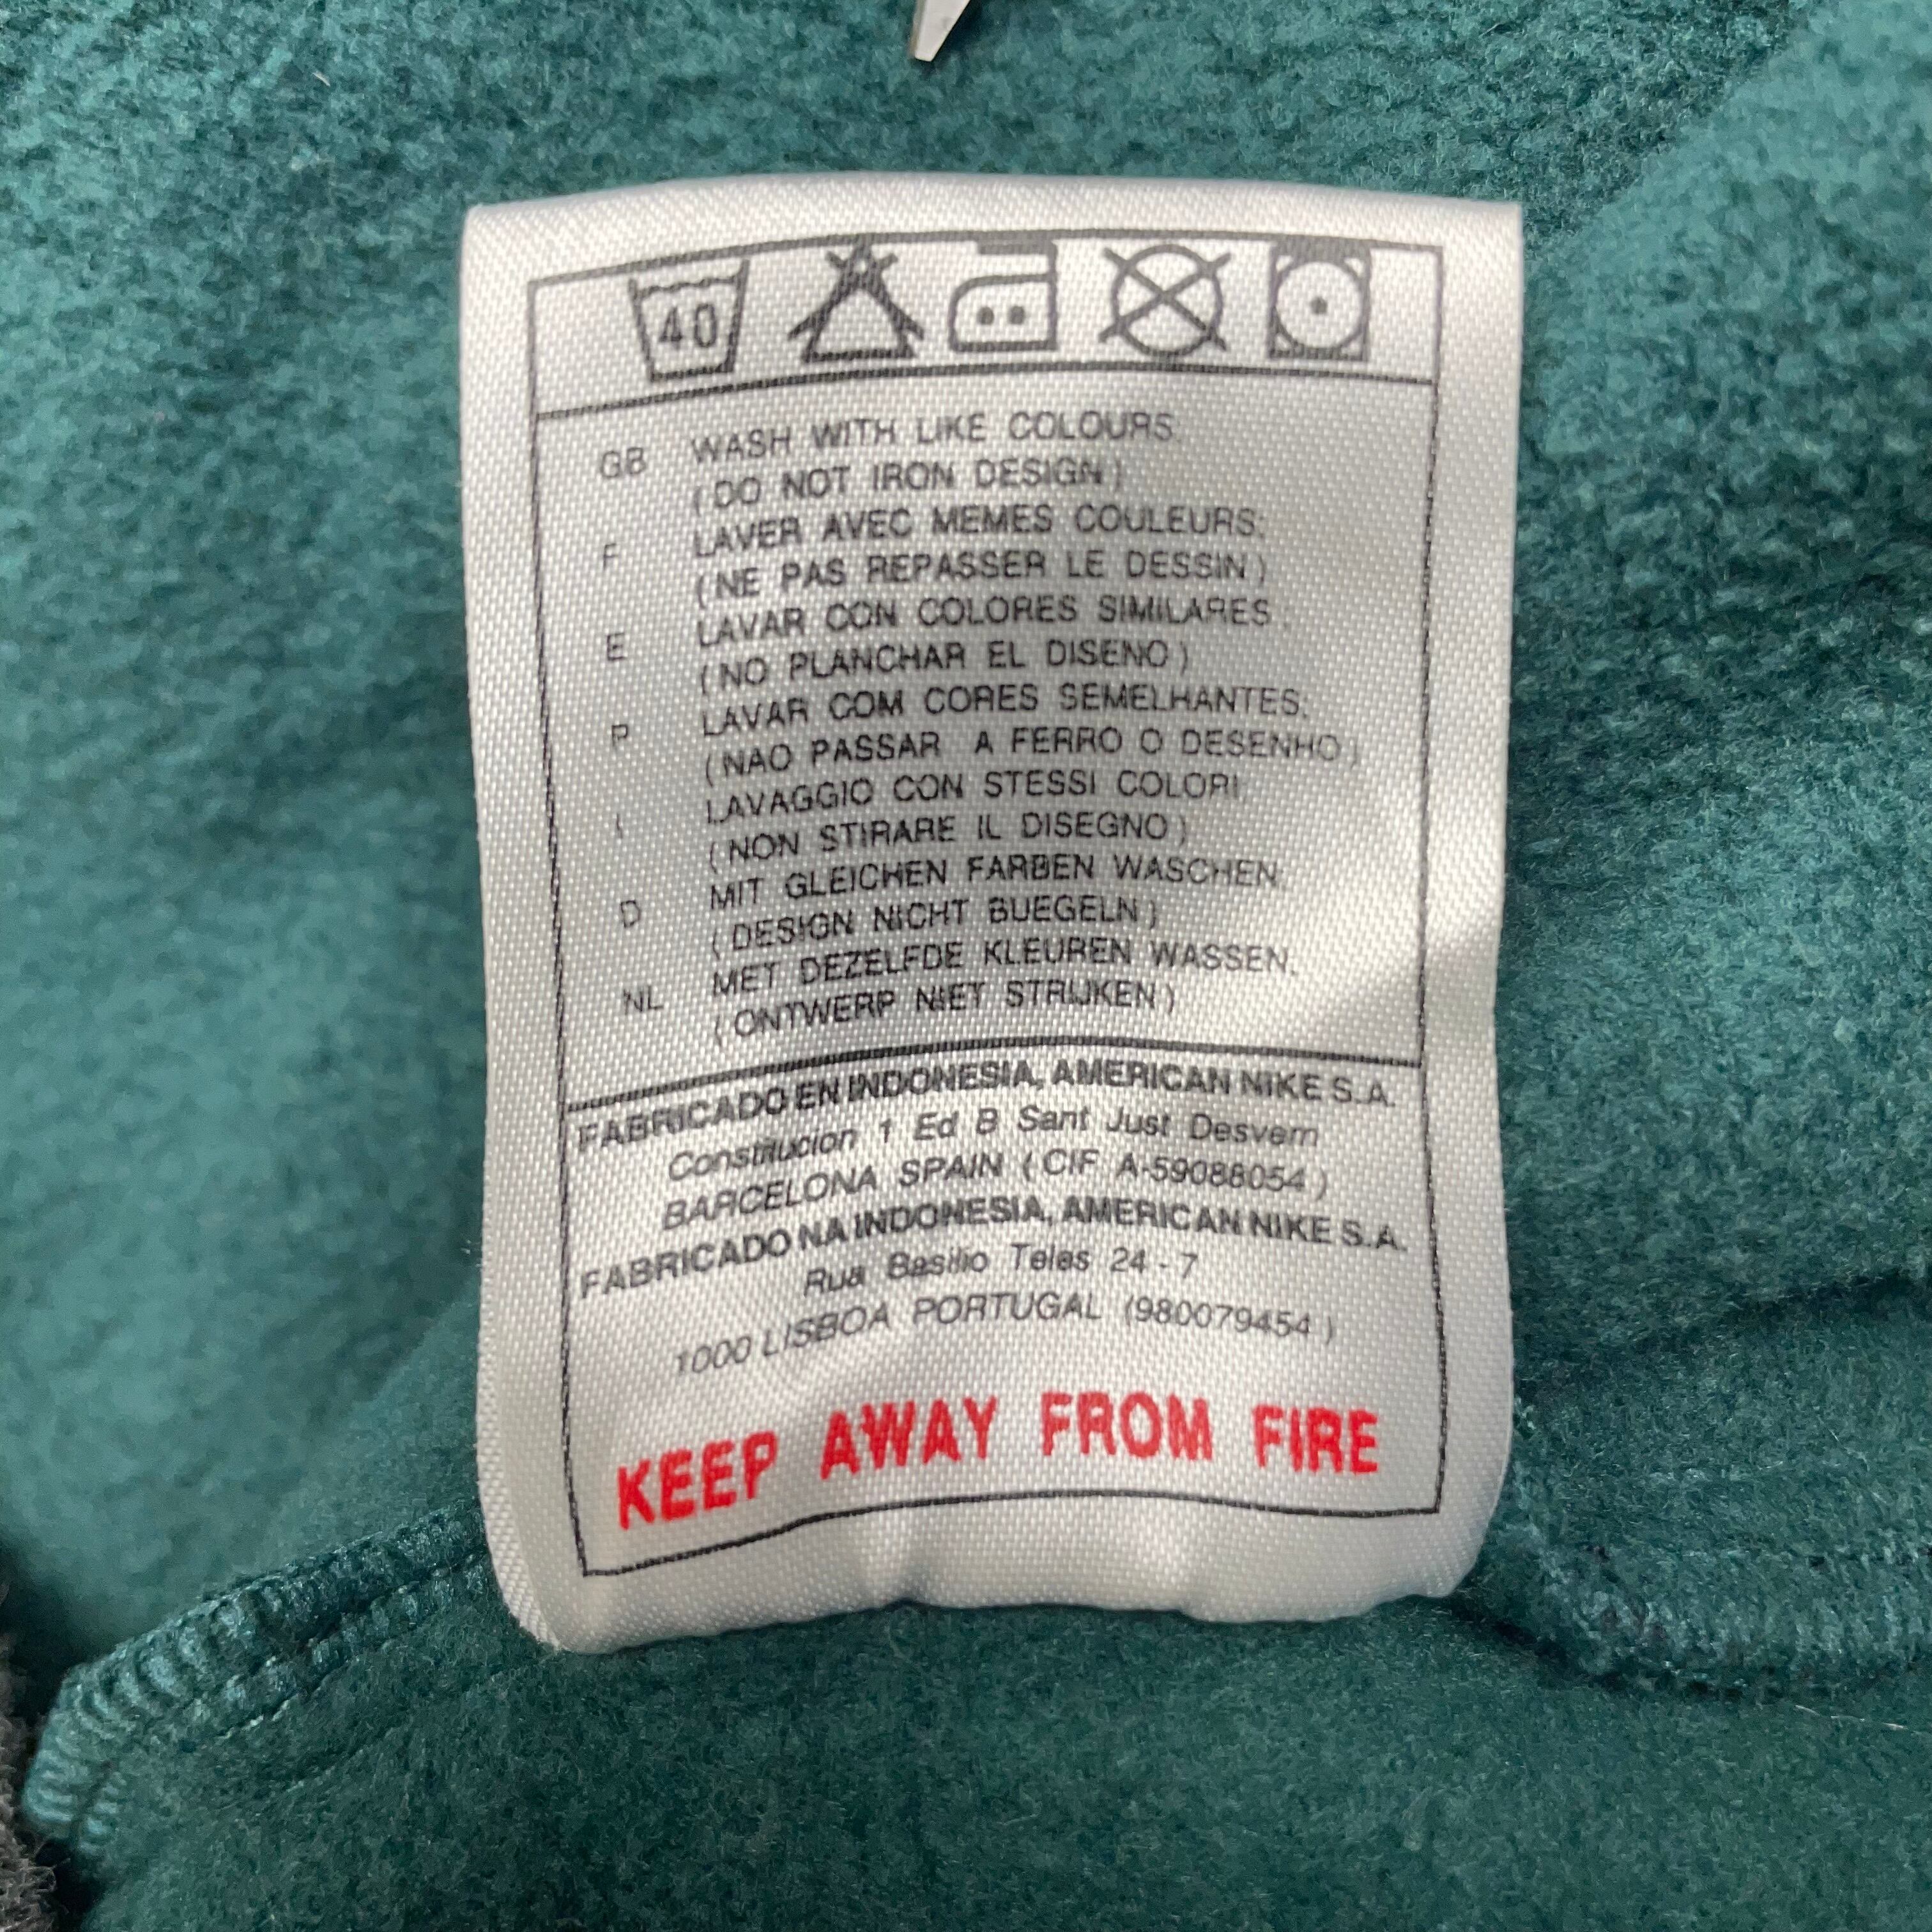 40
GB WASH WITH LIKE COLOURS.
(DO NOT IRON DESIGN)
F LAVER AVEC MEMES COULEURS;
(NE PAS REPASSER LE DESSIN)
E LAVAR CON COLORES SIMILARES;
(NO PLANCHAR EL DISENO)
P LAVAR COM CORES SEMELHANTES;
(NAO PASSAR A FERRO O DESENHO)
I LAVAGGIO CON STESSI COLORI;
(NON STIRARE IL DISEGNO)
D MIT GLEICHEN FARBEN WASCHEN;
(DESIGN NICHT BUEGELN)
NL MET DEZELFDE KLEUREN WASSEN.
(ONTWERP NIET STRIJKEN)
FABRICADO EN INDONESIA, AMERICAN NIKE S.A.
Constitucion 1 Ed B Sant Just Desvern
BARCELONA SPAIN (CIF A-59088054)
FABRICADO NA INDONESIA, AMERICAN NIKE S.A.
Rua Basilio Teles 24 - 7
1000 LISBOA PORTUGAL (980079454)
KEEP AWAY FROM FIRE